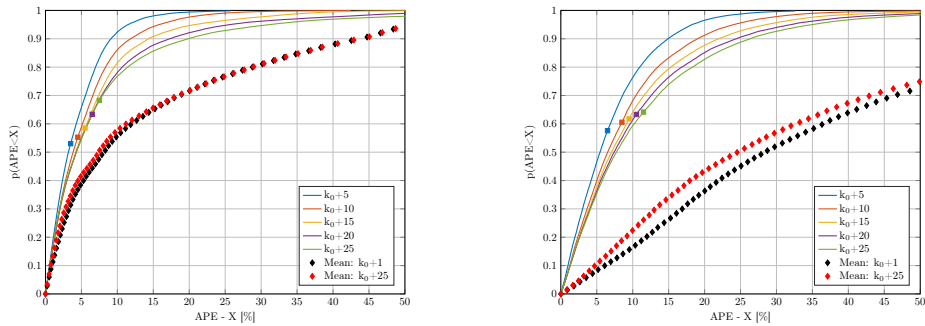 1
0.9
0.8
0.7
0.6
0.5
0.4
0.3
0.2
0.1
0
p(APE<X)
0 5 10 15 20 25 30 35 40 45 50
APE - X [%]
k₀+5
k₀+10
k₀+15
k₀+20
k₀+25
Mean: k₀+1
Mean: k₀+25
1
0.9
0.8
0.7
0.6
0.5
0.4
0.3
0.2
0.1
0
p(APE<X)
0 5 10 15 20 25 30 35 40 45 50
APE - X [%]
k₀+5
k₀+10
k₀+15
k₀+20
k₀+25
Mean: k₀+1
Mean: k₀+25